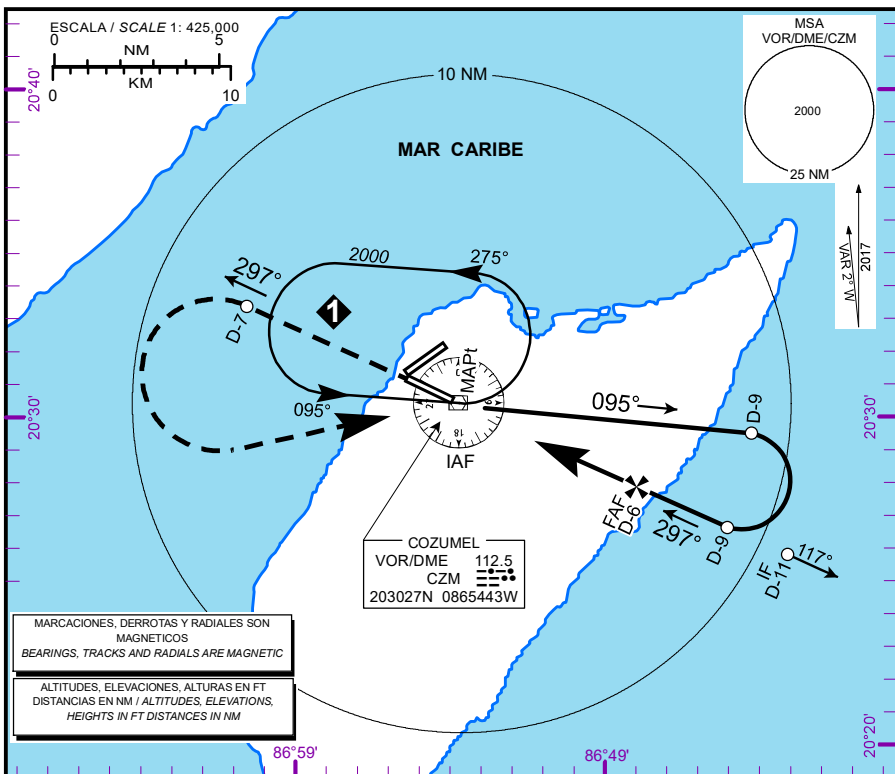 ESCALA / SCALE 1: 425,000
NM
0 5
KM
0 10
10 NM
MSA
VOR/DME/CZM
2000
25 NM
2017
VAR 2° W
20°40'
MAR CARIBE
2000
275°
297°
1
D-7
MAPt
095°
095°
D-9
20°30'
20°30'
18
IAF
FAF
D-6
297°
D-9
IF
D-11
117°
COZUMEL
VOR/DME 112.5
CZM
203027N 0865443W
MARCACIONES, DERROTAS Y RADIALES SON
MAGNETICOS
BEARINGS, TRACKS AND RADIALS ARE MAGNETIC
ALTITUDES, ELEVACIONES, ALTURAS EN FT
DISTANCIAS EN NM / ALTITUDES, ELEVATIONS,
HEIGHTS IN FT DISTANCES IN NM
20°20'
86°59'
86°49'